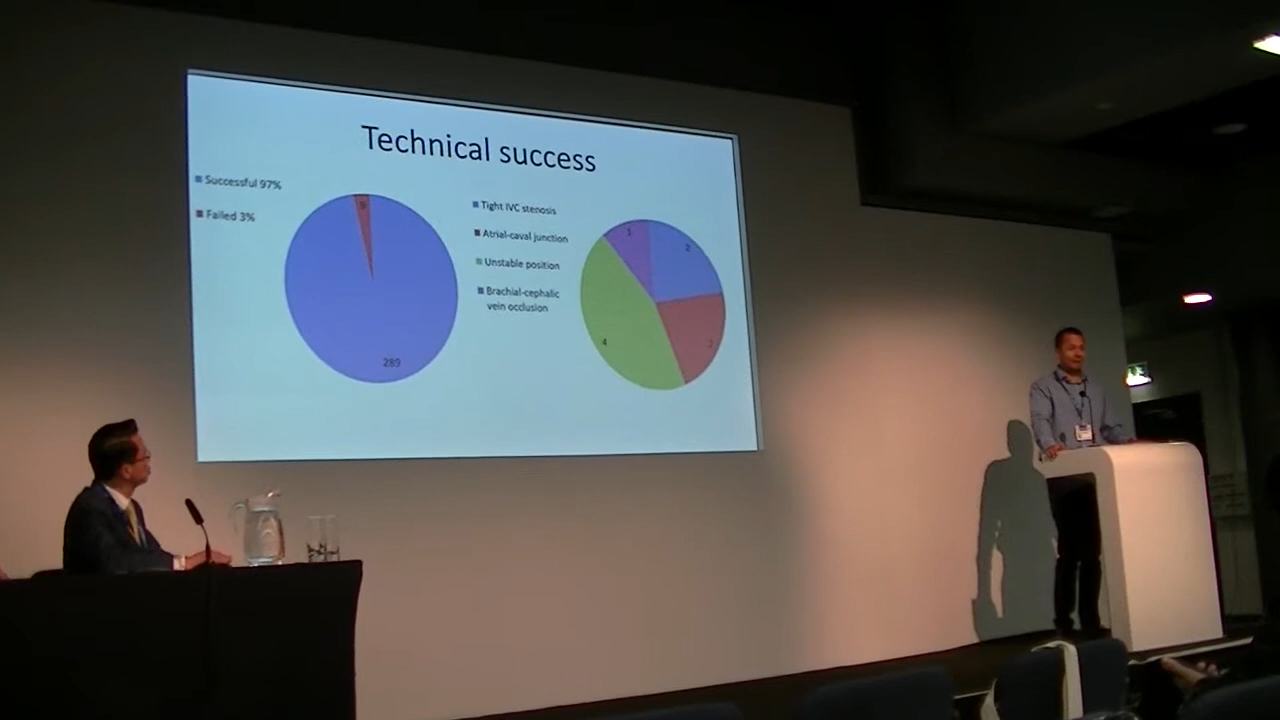 Technical success
Successful 97%
Failed 3%
9
289
Tight IVC stenosis
Atrial-caval junction
Unstable position
Brachial-cephalic
vein occlusion
1
2
4
2